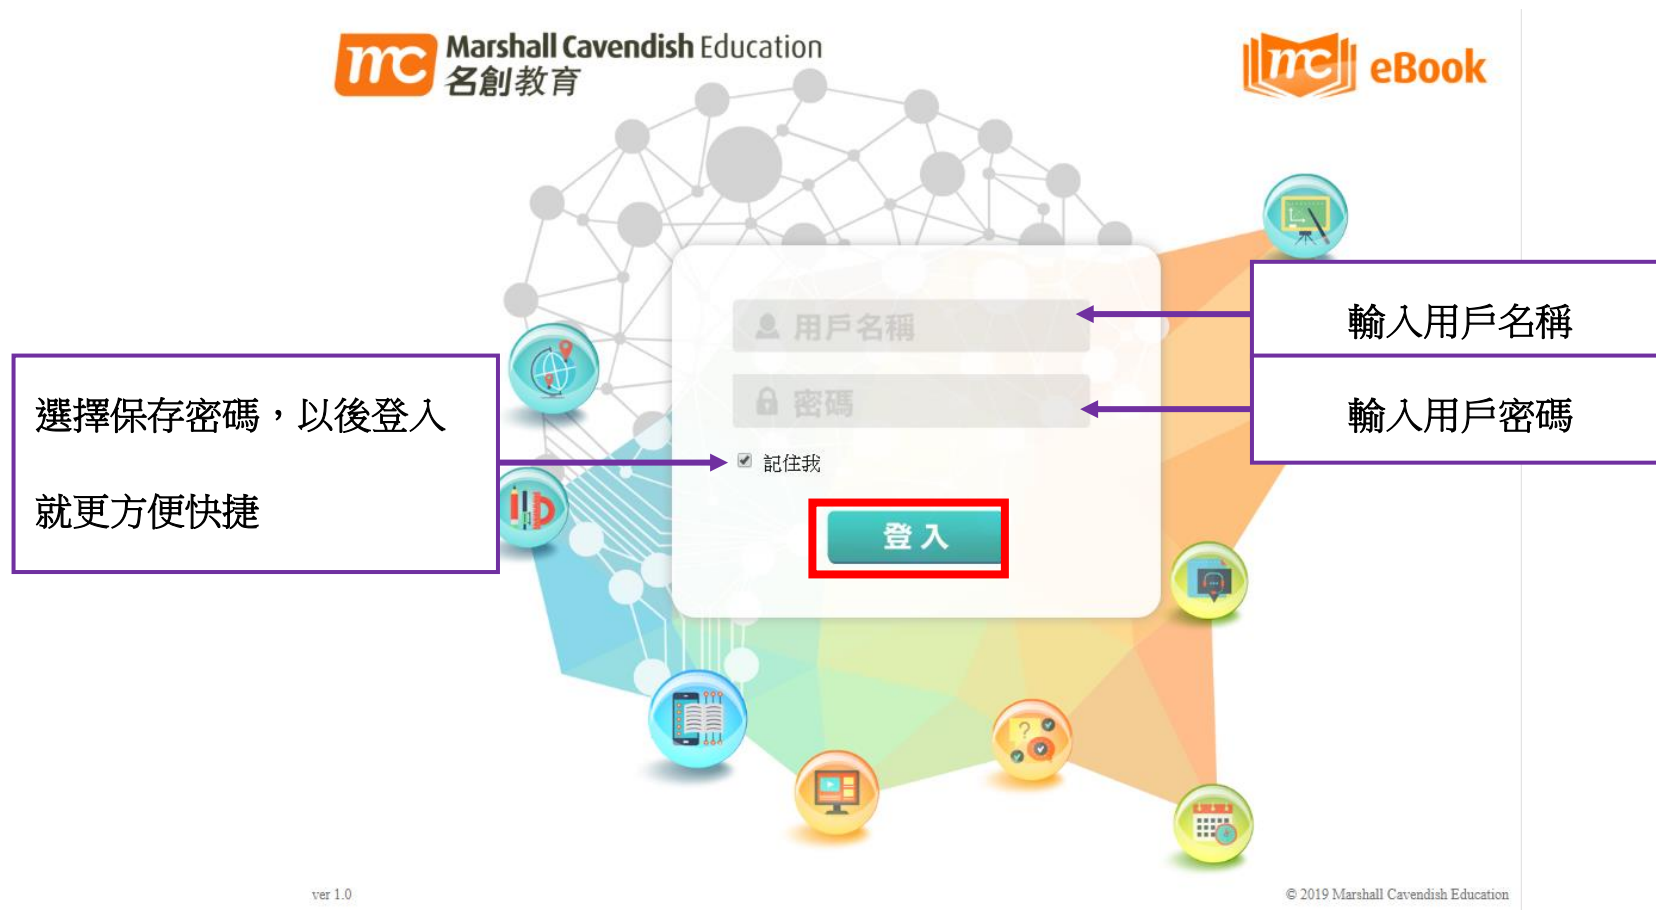 mc Marshall Cavendish Education
名創教育
mc eBook
用戶名稱
輸入用戶名稱
密碼
輸入用戶密碼
選擇保存密碼，以後登入
就更方便快捷
記住我
登入
?
ver 1.0
© 2019 Marshall Cavendish Education